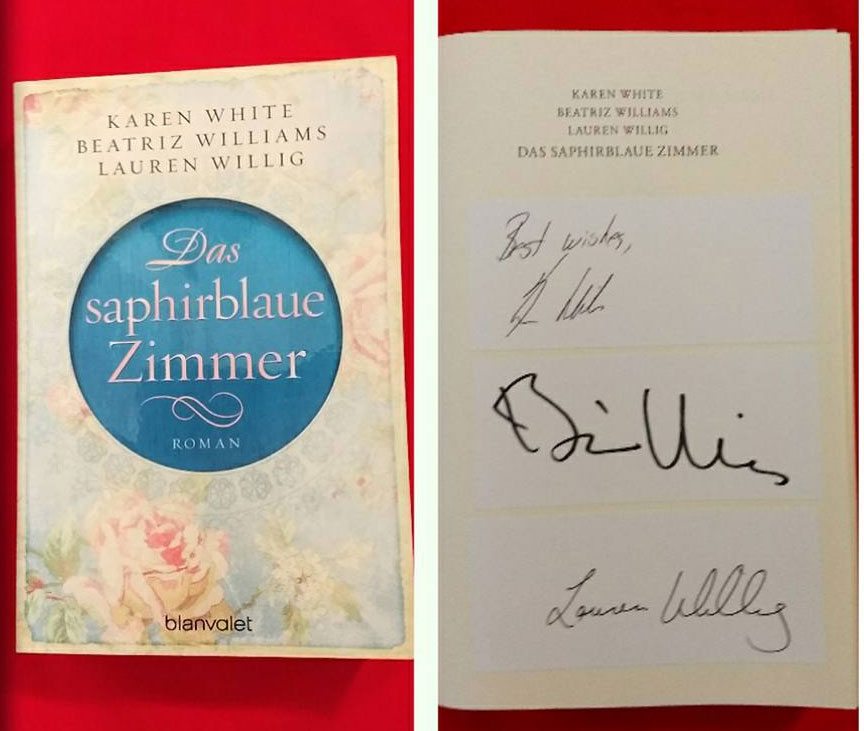 KAREN WHITE
BEATRIZ WILLIAMS
LAUREN WILLIG
Das
saphirblaue
Zimmer
ROMAN
blanvalet
KAREN WHITE
BEATRIZ WILLIAMS
LAUREN WILLIG
DAS SAPHIRBLAUE ZIMMER
Best wishes,
Lauren Willig